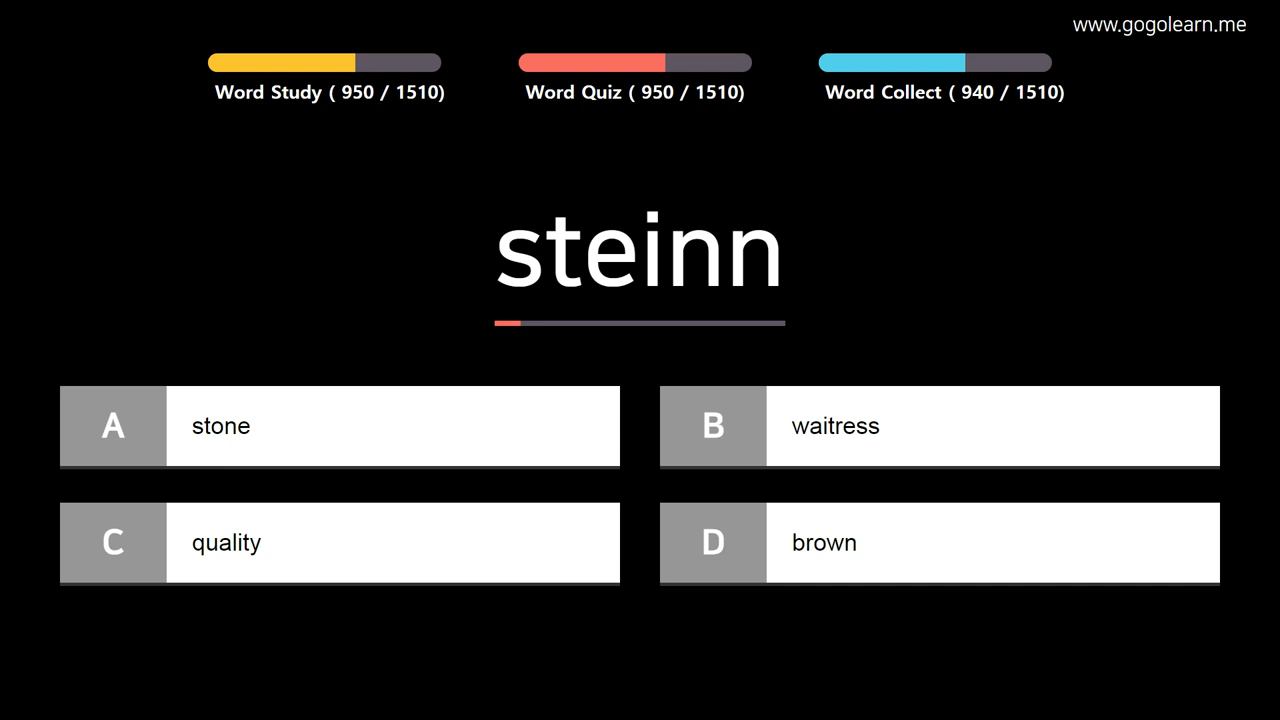 www.gogolearn.me
Word Study ( 950 / 1510)
Word Quiz ( 950 / 1510)
Word Collect ( 940 / 1510)
steinn
A
stone
B
waitress
C
quality
D
brown